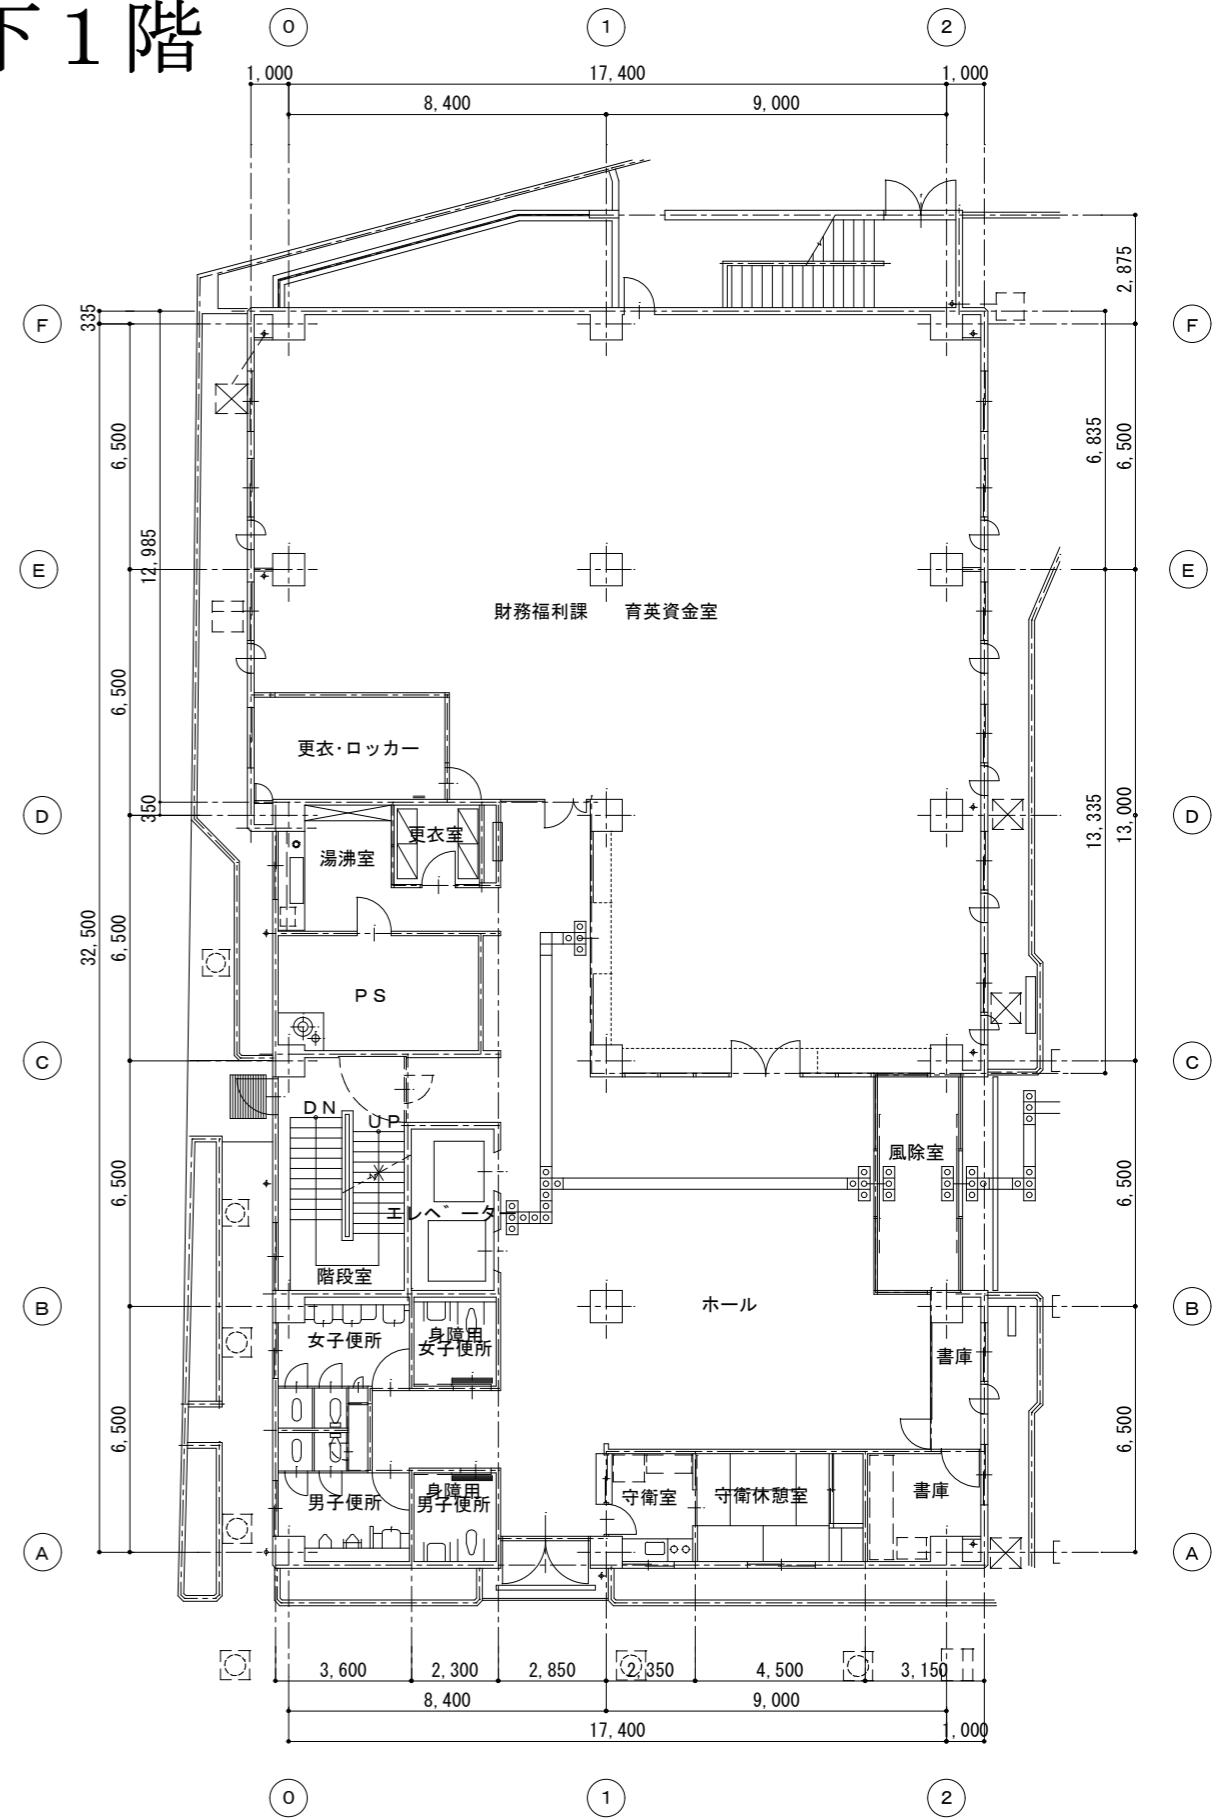 下1階
0 1 2
1,000 17,400 1,000
8,400 9,000
2,875
F 335 F
6,500 6,835 6,500
12,985
E E
財務福利課 育英資金室
6,500
更衣・ロッカー
D 350 D
更衣室
湯沸室
13,335 13,000
32,500 6,500
PS
C C
DN UP
風除室
6,500 6,500
エレベーター
階段室
B ホール B
女子便所 身障用
女子便所
書庫
6,500 6,500
男子便所 身障用
男子便所
守衛室 守衛休憩室 書庫
A A
3,600 2,300 2,850 2,350 4,500 3,150
8,400 9,000
17,400 1,000
0 1 2